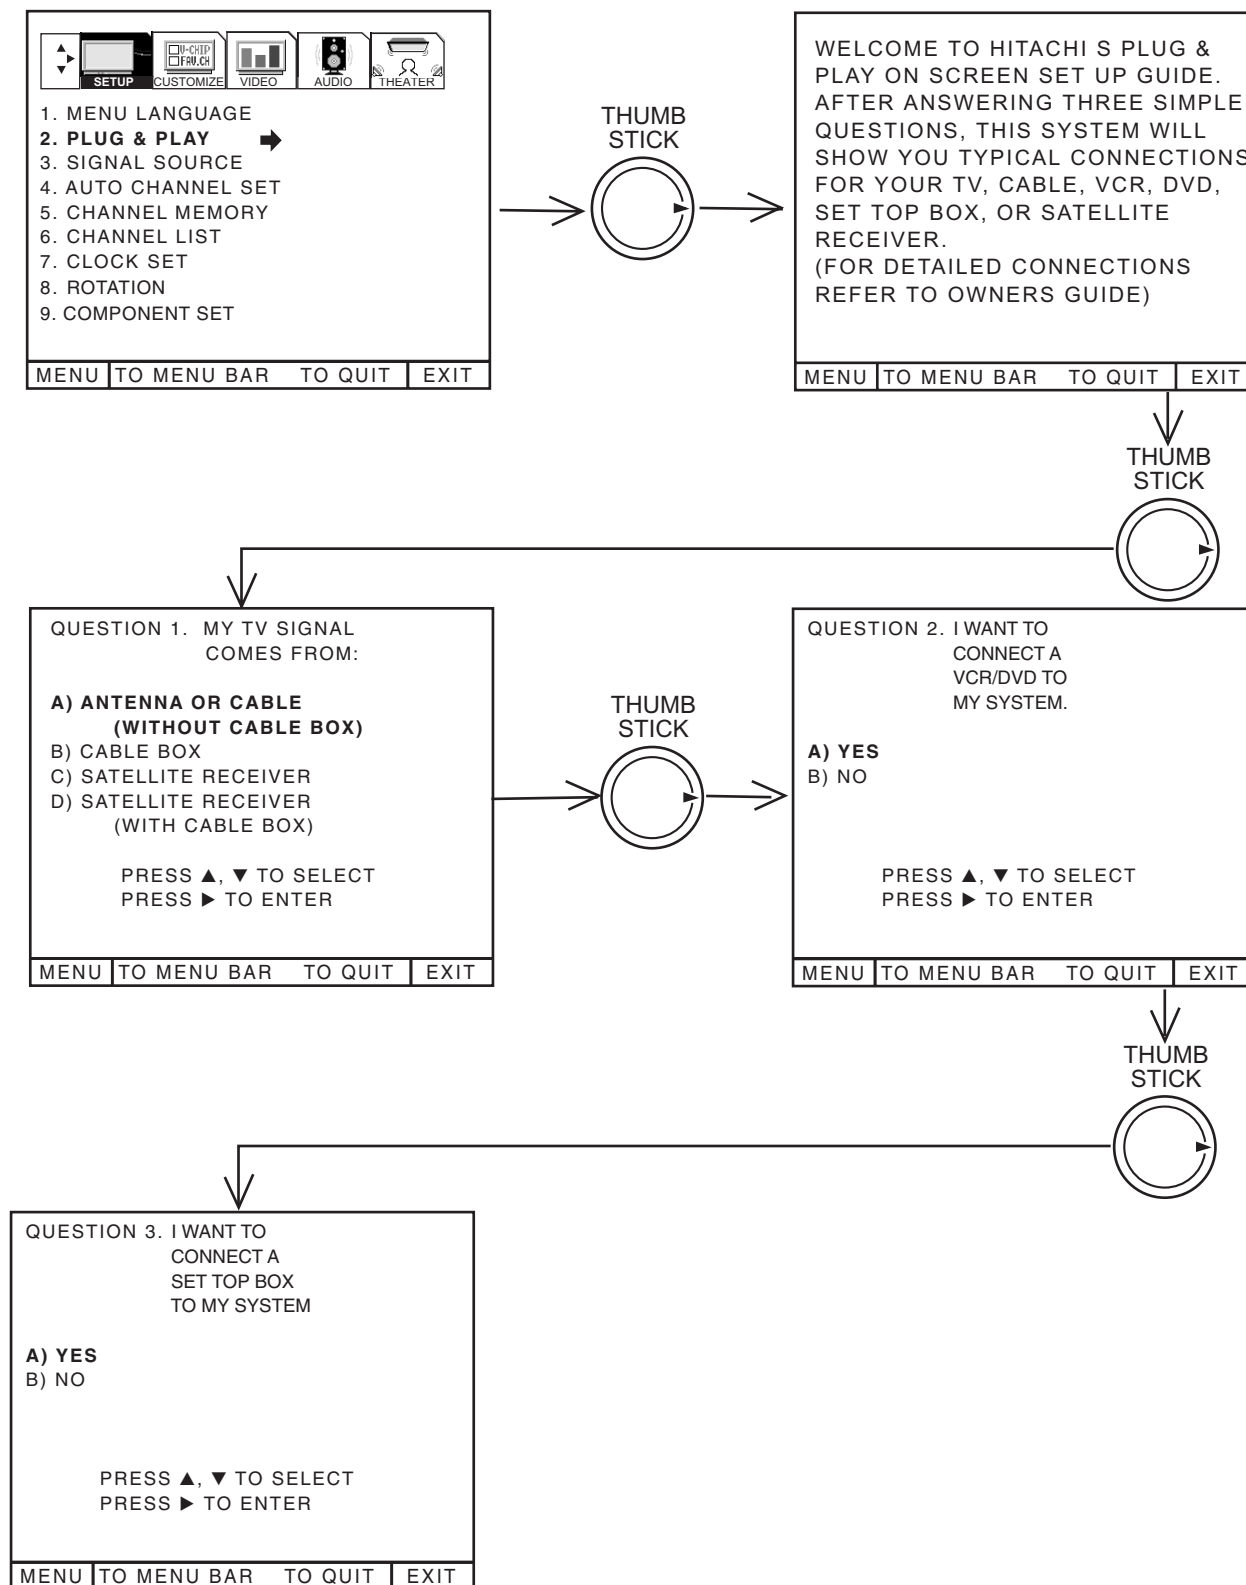 SETUP
V-CHIP
FAV.CH
CUSTOMIZE
VIDEO
AUDIO
THEATER
1. MENU LANGUAGE
2. PLUG & PLAY
3. SIGNAL SOURCE
4. AUTO CHANNEL SET
5. CHANNEL MEMORY
6. CHANNEL LIST
7. CLOCK SET
8. ROTATION
9. COMPONENT SET
MENU TO MENU BAR TO QUIT EXIT
THUMB
STICK
WELCOME TO HITACHI S PLUG &
PLAY ON SCREEN SET UP GUIDE.
AFTER ANSWERING THREE SIMPLE
QUESTIONS, THIS SYSTEM WILL
SHOW YOU TYPICAL CONNECTIONS
FOR YOUR TV, CABLE, VCR, DVD,
SET TOP BOX, OR SATELLITE
RECEIVER.
(FOR DETAILED CONNECTIONS
REFER TO OWNERS GUIDE)
MENU TO MENU BAR TO QUIT EXIT
THUMB
STICK
QUESTION 1. MY TV SIGNAL
COMES FROM:
A) ANTENNA OR CABLE
(WITHOUT CABLE BOX)
B) CABLE BOX
C) SATELLITE RECEIVER
D) SATELLITE RECEIVER
(WITH CABLE BOX)
PRESS ▲, ▼ TO SELECT
PRESS ▶ TO ENTER
MENU TO MENU BAR TO QUIT EXIT
THUMB
STICK
QUESTION 2. I WANT TO
CONNECT A
VCR/DVD TO
MY SYSTEM.
A) YES
B) NO
PRESS ▲, ▼ TO SELECT
PRESS ▶ TO ENTER
MENU TO MENU BAR TO QUIT EXIT
THUMB
STICK
QUESTION 3. I WANT TO
CONNECT A
SET TOP BOX
TO MY SYSTEM
A) YES
B) NO
PRESS ▲, ▼ TO SELECT
PRESS ▶ TO ENTER
MENU TO MENU BAR TO QUIT EXIT